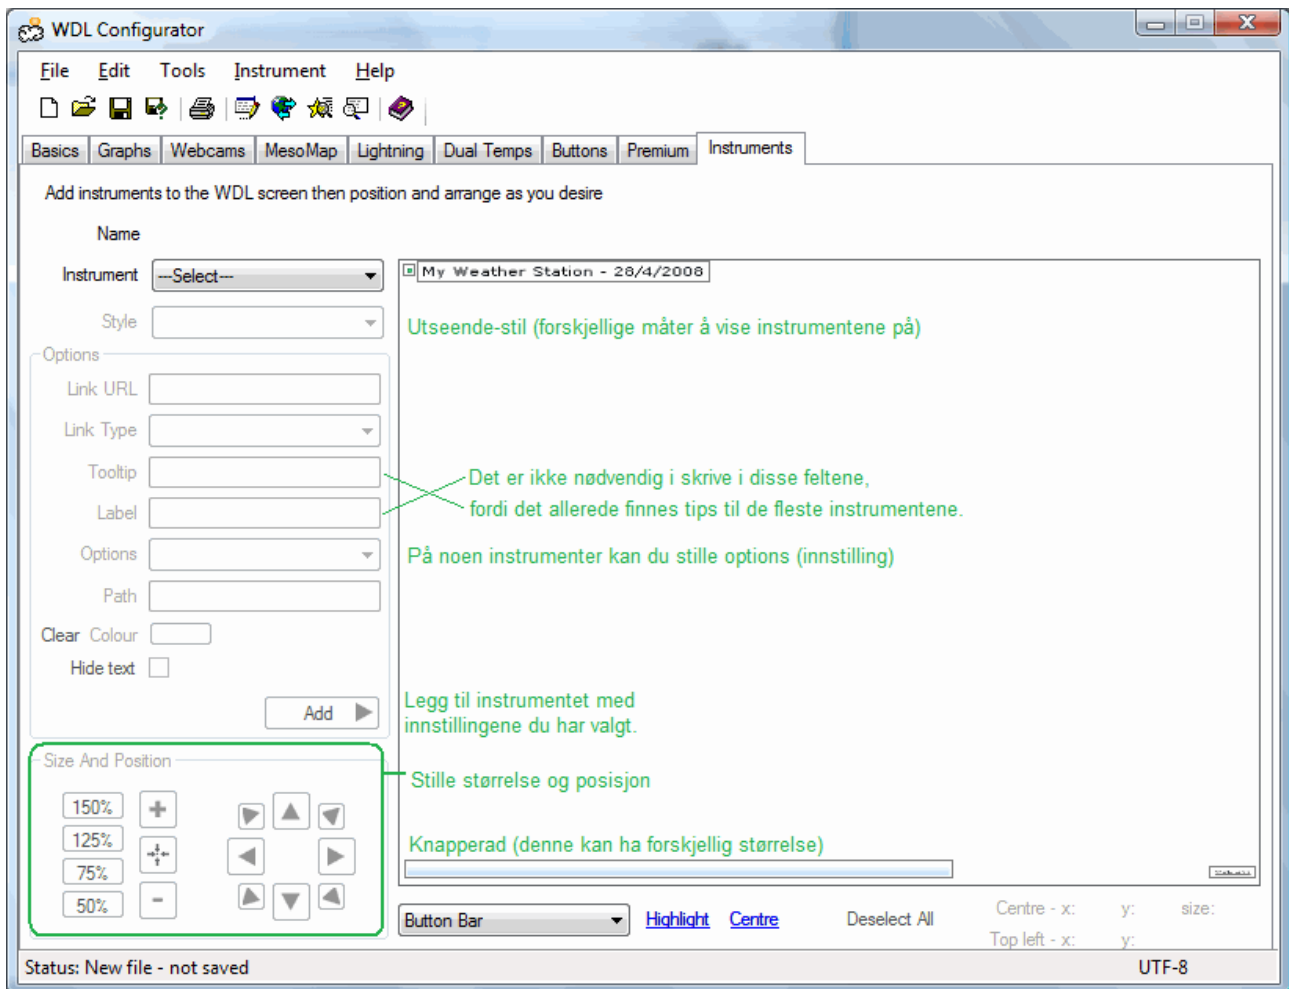 WDL Configurator
File Edit Tools Instrument Help
Basics Graphs Webcams MesoMap Lightning Dual Temps Buttons Premium Instruments
Add instruments to the WDL screen then position and arrange as you desire
Name
Instrument ---Select---
My Weather Station - 28/4/2008
Style
Utseende-stil (forskjellige måter å vise instrumentene på)
Options
Link URL
Link Type
Tooltip
Det er ikke nødvendig i skrive i disse feltene,
Label
fordi det allerede finnes tips til de fleste instrumentene.
Options
På noen instrumenter kan du stille options (innstilling)
Path
Clear Colour
Hide text
Add
Legg til instrumentet med
innstillingene du har valgt.
Size And Position
Stille størrelse og posisjon
150%
125%
75%
50%
Knapperad (denne kan ha forskjellig størrelse)
Button Bar Highlight Centre Deselect All
Centre - x: y: size:
Top left - x: y:
Status: New file - not saved UTF-8